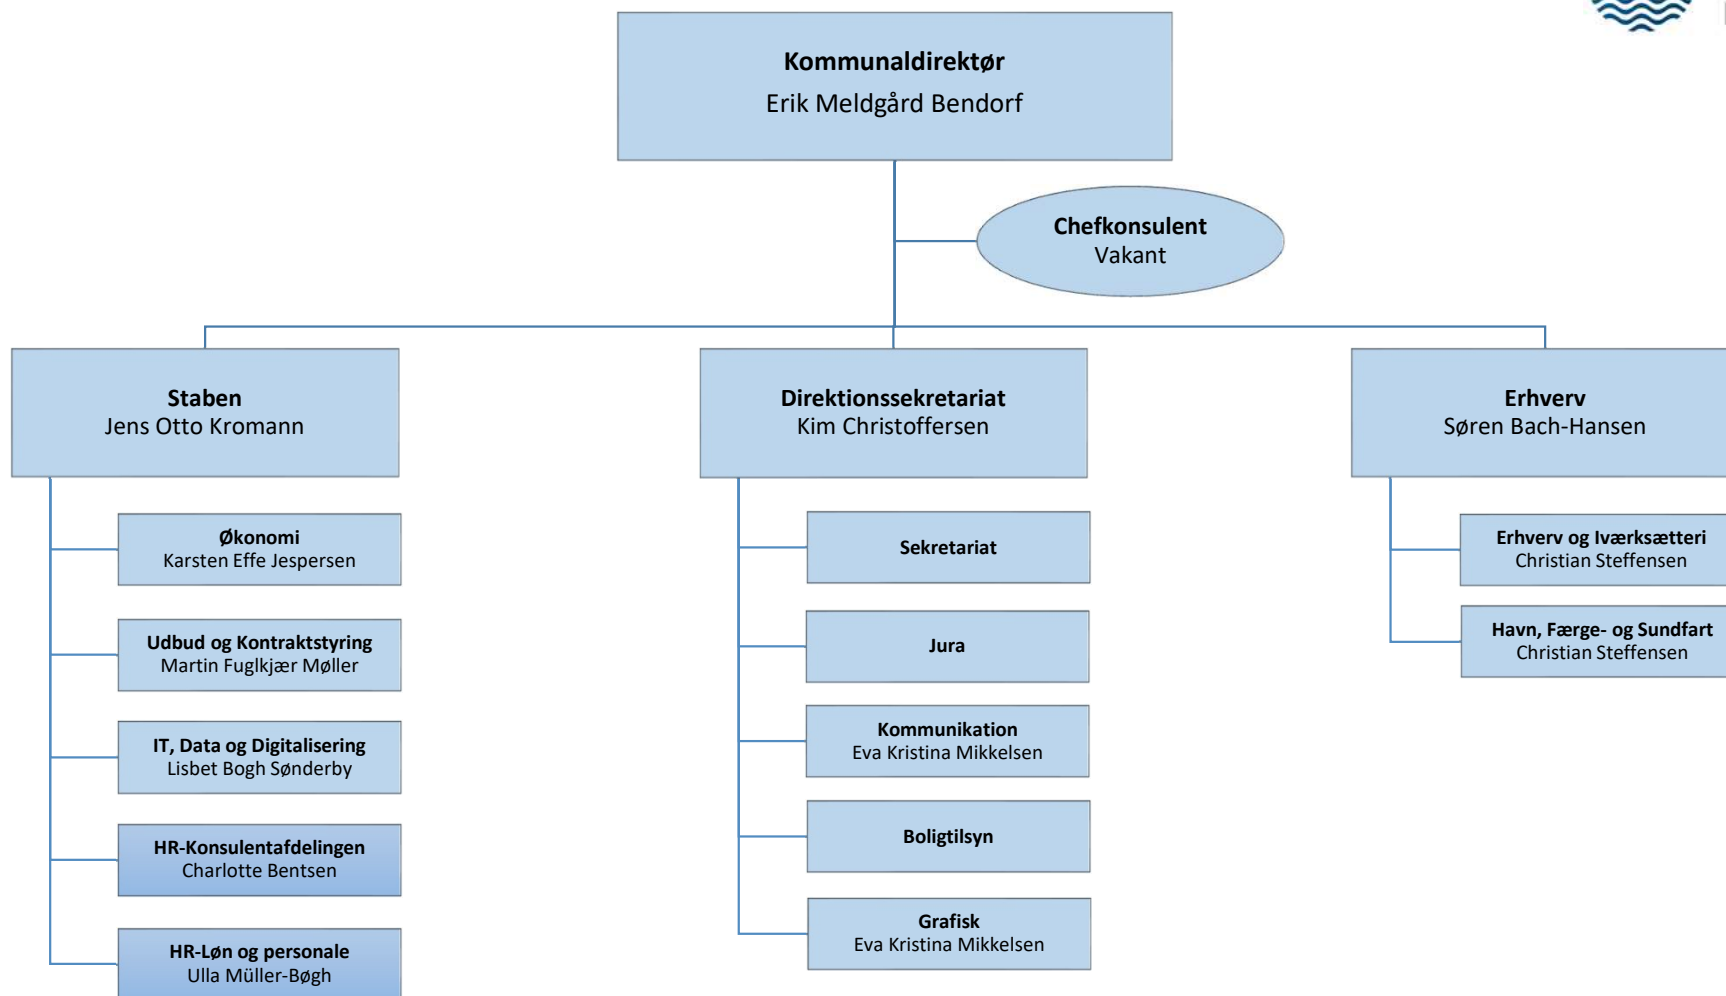 Kommunaldirektør
Erik Meldgård Bendorf
Chefkonsulent
Vakant
Staben
Jens Otto Kromann
Direktionssekretariat
Kim Christoffersen
Erhverv
Søren Bach-Hansen
Økonomi
Karsten Effe Jespersen
Udbud og Kontraktstyring
Martin Fuglkjær Møller
IT, Data og Digitalisering
Lisbet Bogh Sønderby
HR-Konsulentafdelingen
Charlotte Bentsen
HR-Løn og personale
Ulla Müller-Bøgh
Sekretariat
Jura
Kommunikation
Eva Kristina Mikkelsen
Boligtilsyn
Grafisk
Eva Kristina Mikkelsen
Erhverv og Iværksætteri
Christian Steffensen
Havn, Færge- og Sundfart
Christian Steffensen